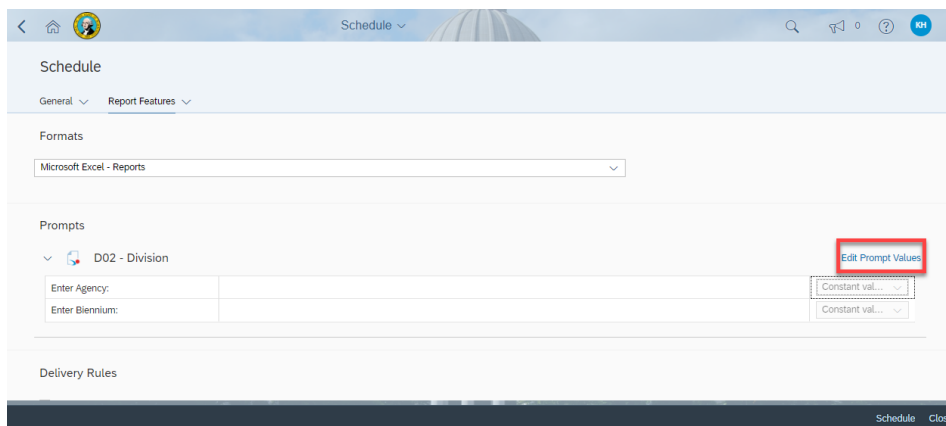 Schedule
0
?
KH
Schedule
General
Report Features
Formats
Microsoft Excel - Reports
Prompts
D02 - Division
Edit Prompt Values
Enter Agency:
Constant val...
Enter Biennium:
Constant val...
Delivery Rules
Schedule Clos